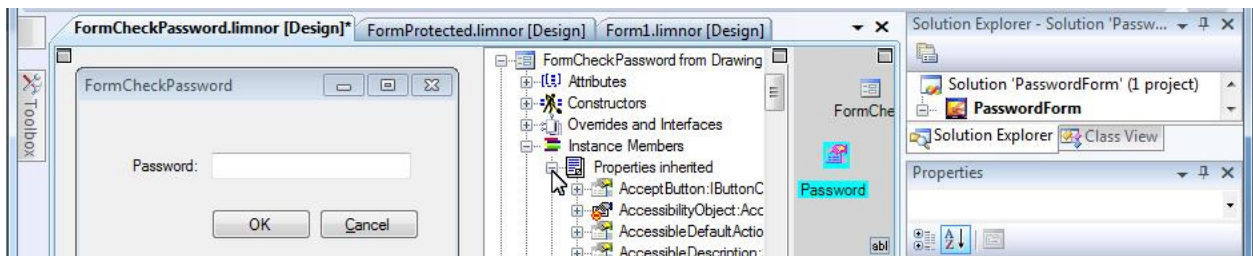 FormCheckPassword.limnor [Design]* FormProtected.limnor [Design] Form1.limnor [Design]
Toolbox
FormCheckPassword
Password:
OK Cancel
FormCheckPassword from Drawing
Attributes
Constructors
Overrides and Interfaces
Instance Members
Properties inherited
AcceptButton:IButtonC
AccessibilityObject:Acc
AccessibleDefaultActio
AccessibleDescription:
FormChe
Password
abl
Solution Explorer - Solution 'Passw...
Solution 'PasswordForm' (1 project)
PasswordForm
Solution Explorer Class View
Properties